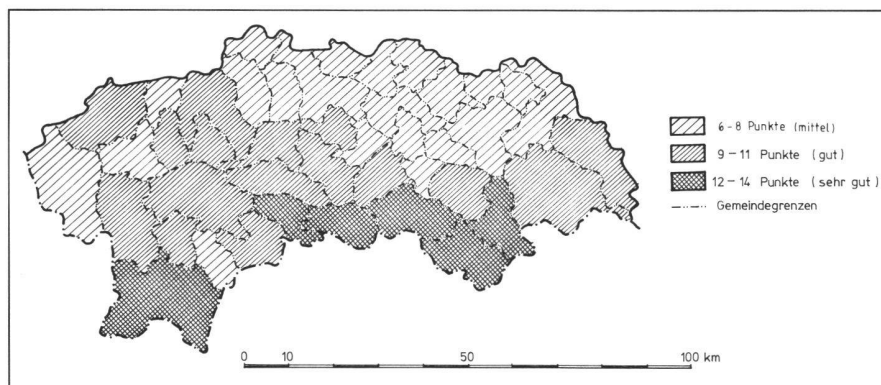 6-8 Punkte (mittel)
9-11 Punkte (gut)
12-14 Punkte (sehr gut)
Gemeindegrenzen
0 10 50 100 km